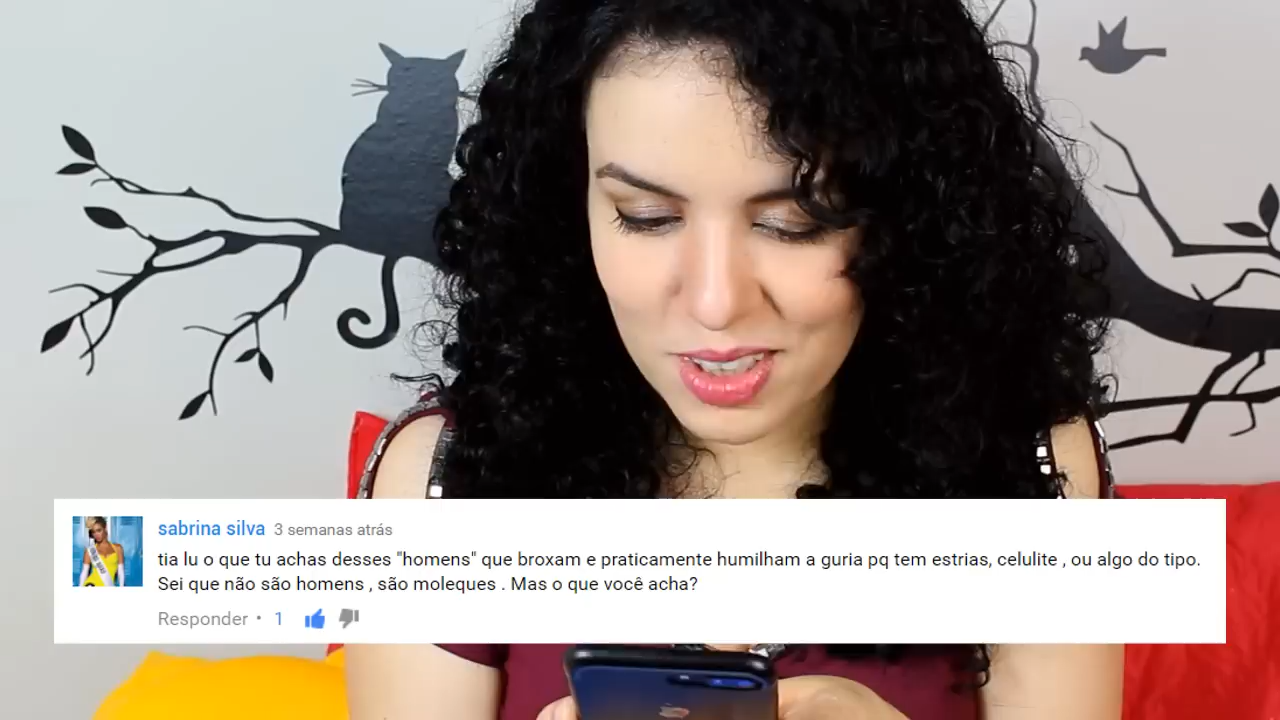 sabrina silva 3 semanas atrás
tia lu o que tu achas desses "homens" que broxam e praticamente humilham a guria pq tem estrias, celulite , ou algo do tipo.
Sei que não são homens , são moleques . Mas o que você acha?
Responder • 1